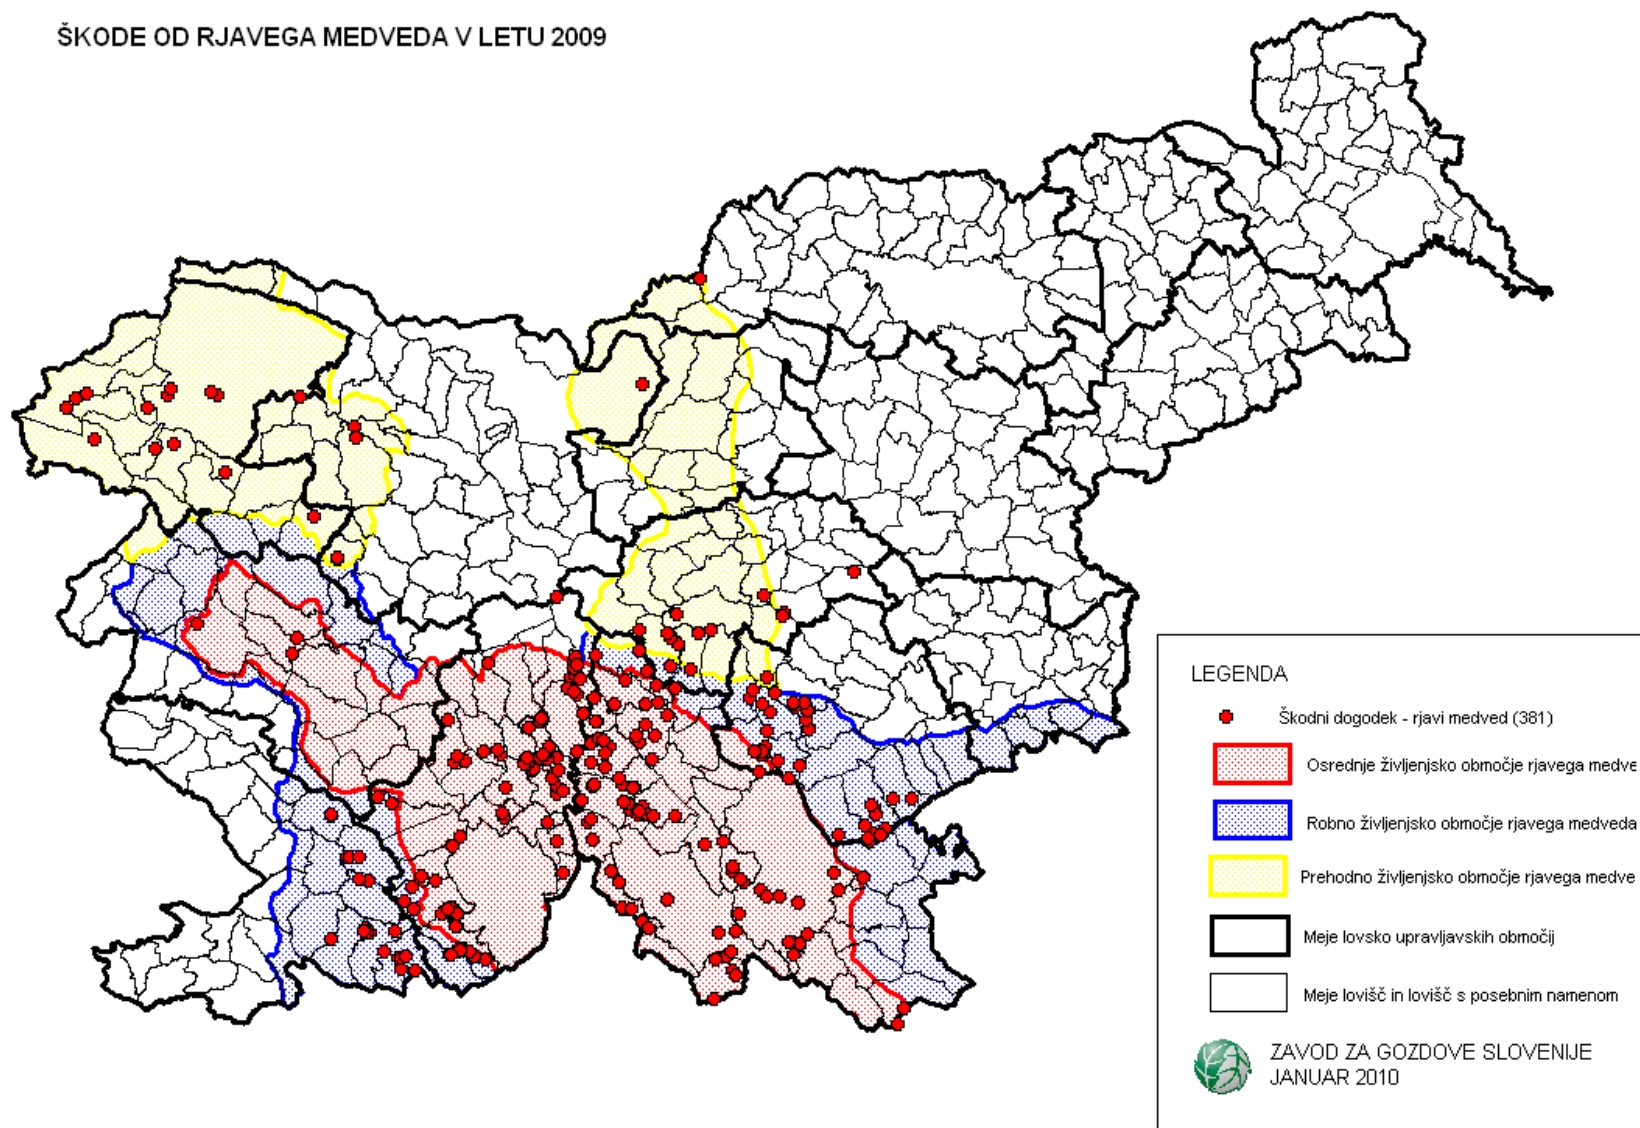 ŠKODE OD RJAVEGA MEDVEDA V LETU 2009
LEGENDA
Škodni dogodek - rjavi medved (381)
Osrednje življenjsko območje rjavega medve
Robno življenjsko območje rjavega medveda
Prehodno življenjsko območje rjavega medve
Meje lovsko upravljavskih območij
Meje lovišč in lovišč s posebnim namenom
ZAVOD ZA GOZDOVE SLOVENIJE
JANUAR 2010